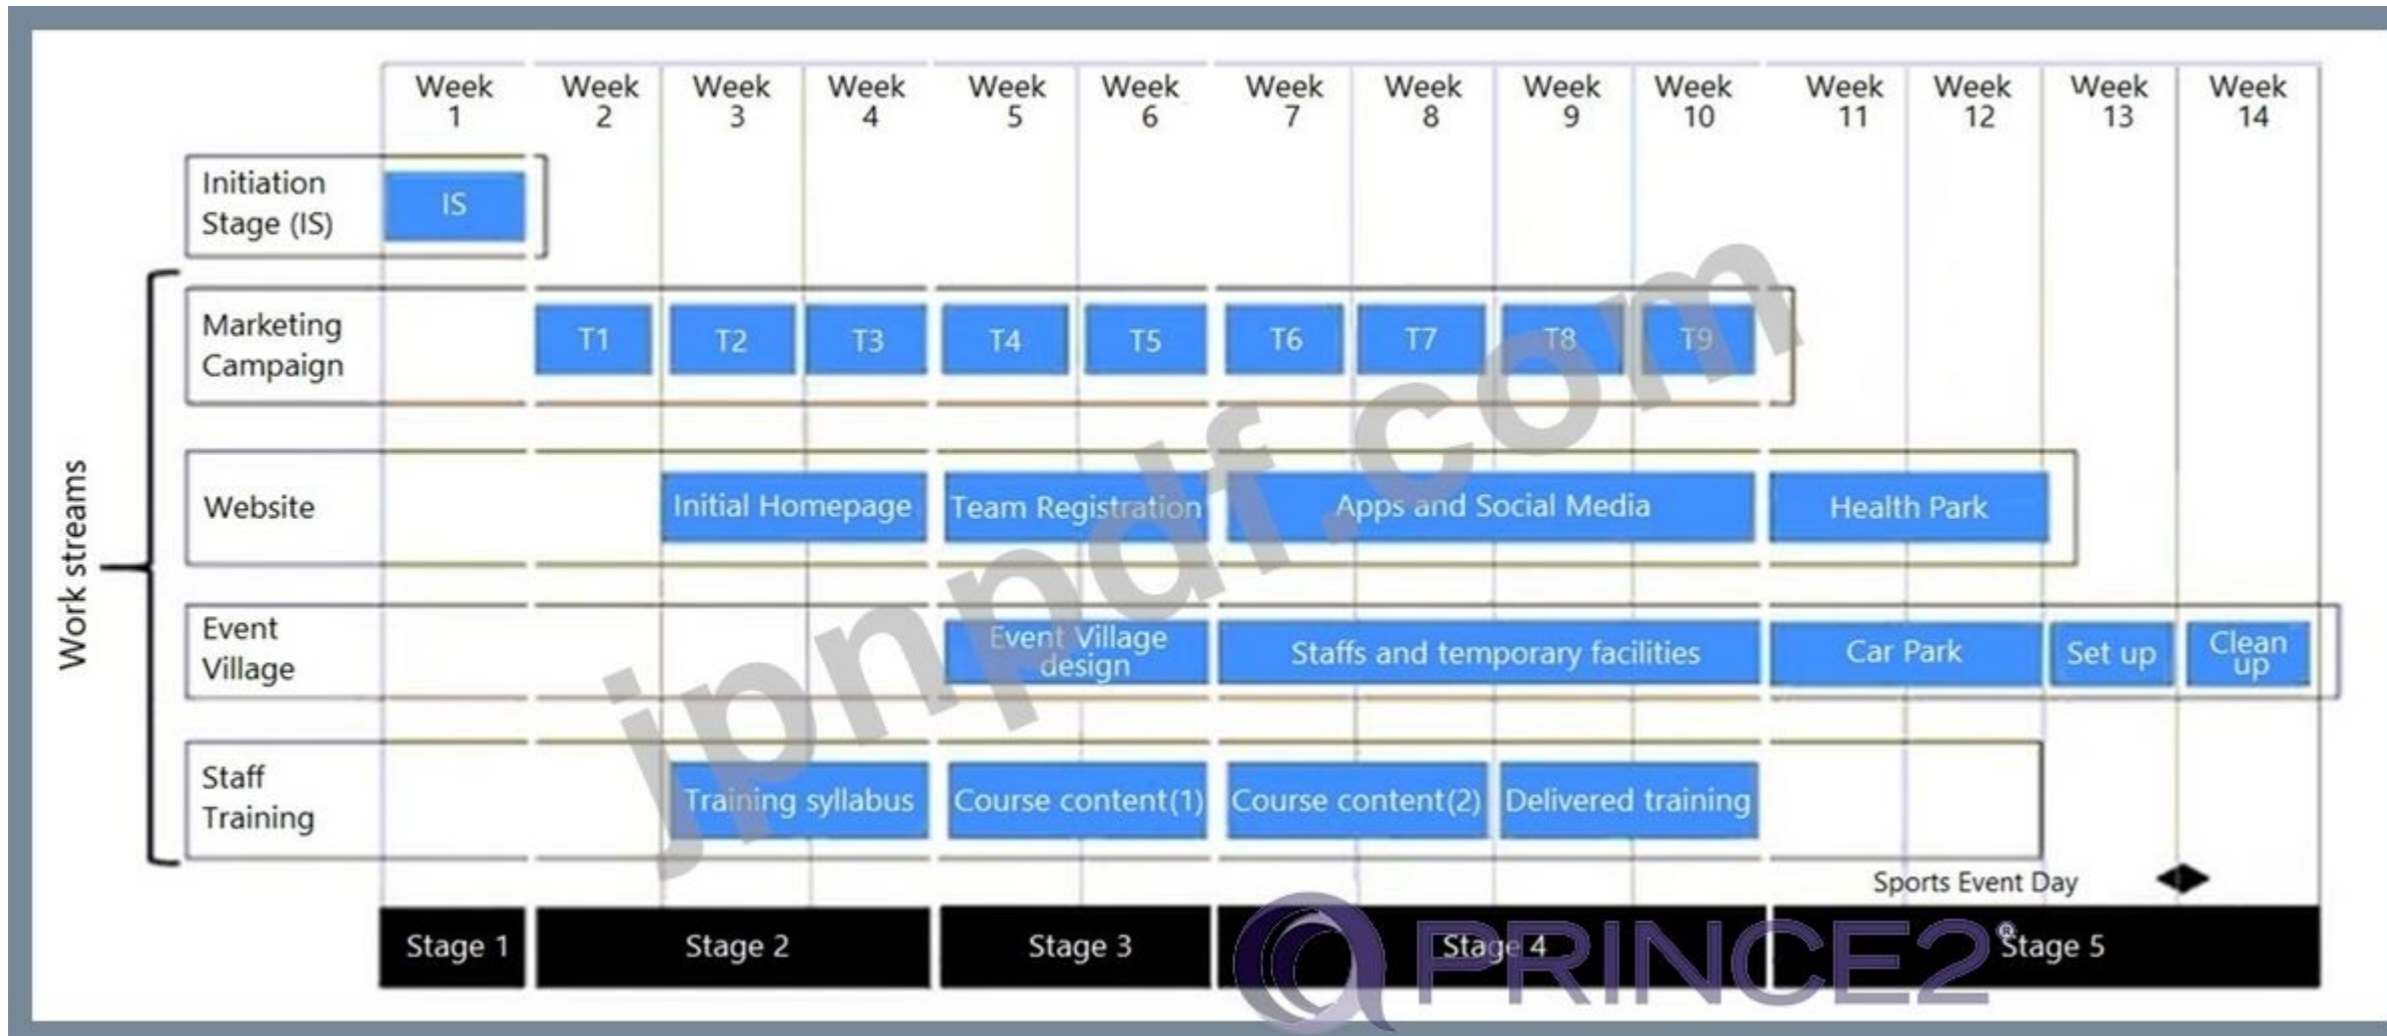 Week 1
Week 2
Week 3
Week 4
Week 5
Week 6
Week 7
Week 8
Week 9
Week 10
Week 11
Week 12
Week 13
Week 14
Initiation
Stage (IS)
IS
Work streams
Marketing
Campaign
T1
T2
T3
T4
T5
T6
T7
T8
T9
Website
Initial Homepage
Team Registration
Apps and Social Media
Health Park
Event
Village
Event Village
design
Staffs and temporary facilities
Car Park
Set up
Clean
up
Staff
Training
Training syllabus
Course content(1)
Course content(2)
Delivered training
Sports Event Day
Stage 1
Stage 2
Stage 3
Stage 4
Stage 5
PRINCE2®
jpnpdf.com